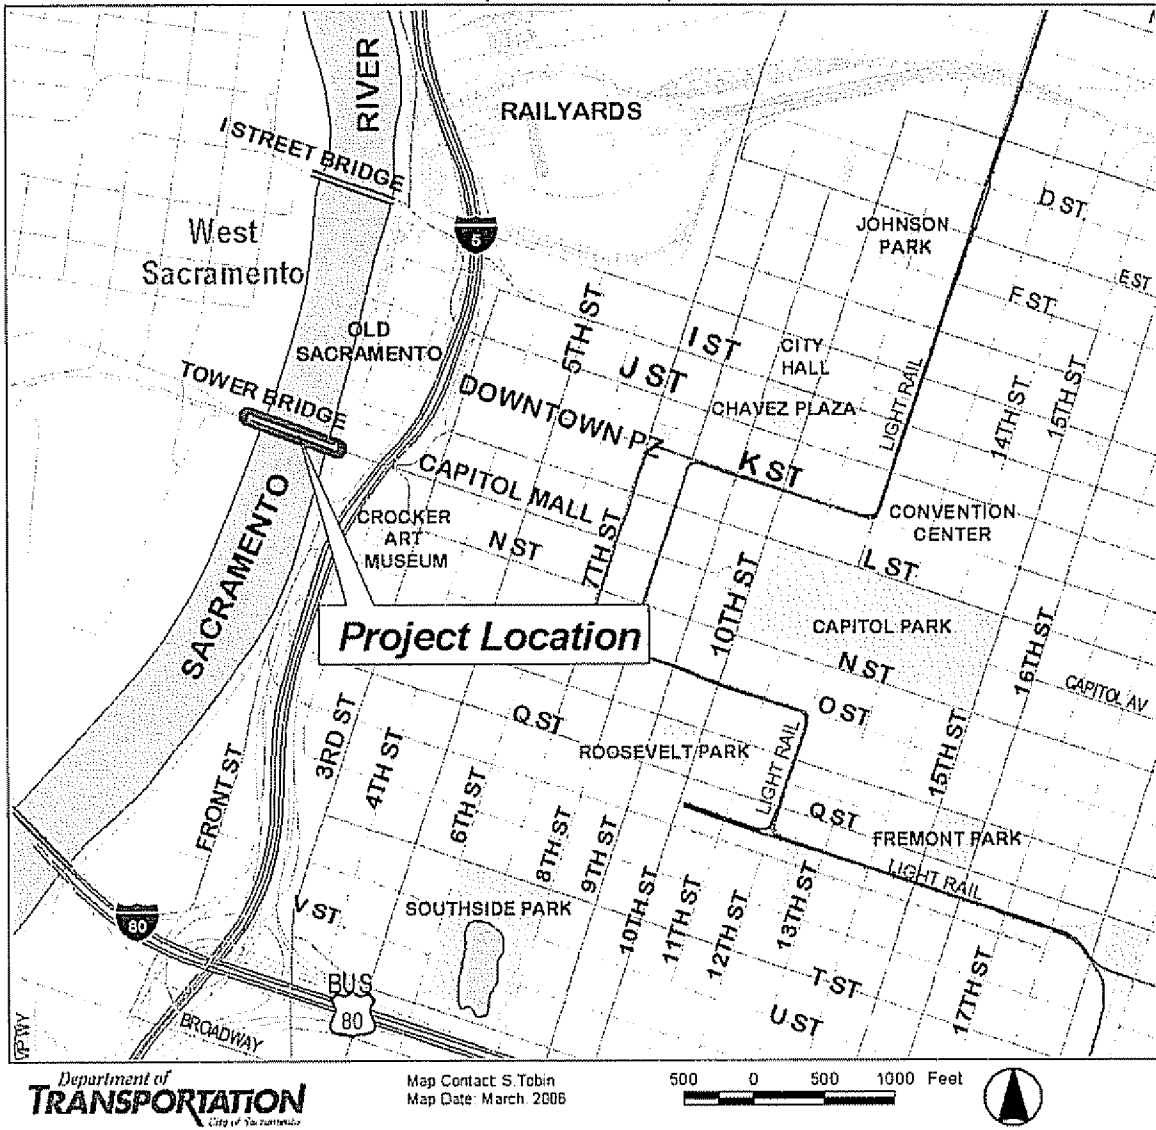 RIVER
RAILYARDS
I STREET BRIDGE
D ST.
JOHNSON
PARK
West
Sacramento
5
E ST
F ST.
5TH ST
OLD
SACRAMENTO
I ST
CITY
HALL
J ST
TOWER BRIDGE
DOWNTOWN PZ
CHAVEZ PLAZA
LIGHT RAIL
14TH ST
15TH ST
K ST
CAPITOL MALL
CROCKER
ART
MUSEUM
N ST
7TH ST
CONVENTION
CENTER
L ST
SACRAMENTO
10TH ST
CAPITOL PARK
Project Location
N ST
16TH ST
CAPITOL AV
O ST
3RD ST
Q ST
4TH ST
ROOSEVELT PARK
LIGHT RAIL
15TH ST
FRONT ST
6TH ST
8TH ST
9TH ST
Q ST
FREMONT PARK
LIGHT RAIL
80
V ST
SOUTHSIDE PARK
10TH ST
11TH ST
12TH ST
13TH ST
T ST
U ST
17TH ST
BUS
80
BROADWAY
Department of
TRANSPORTATION
City of Sacramento
Map Contact: S.Tobin
Map Date: March, 2006
500 0 500 1000 Feet